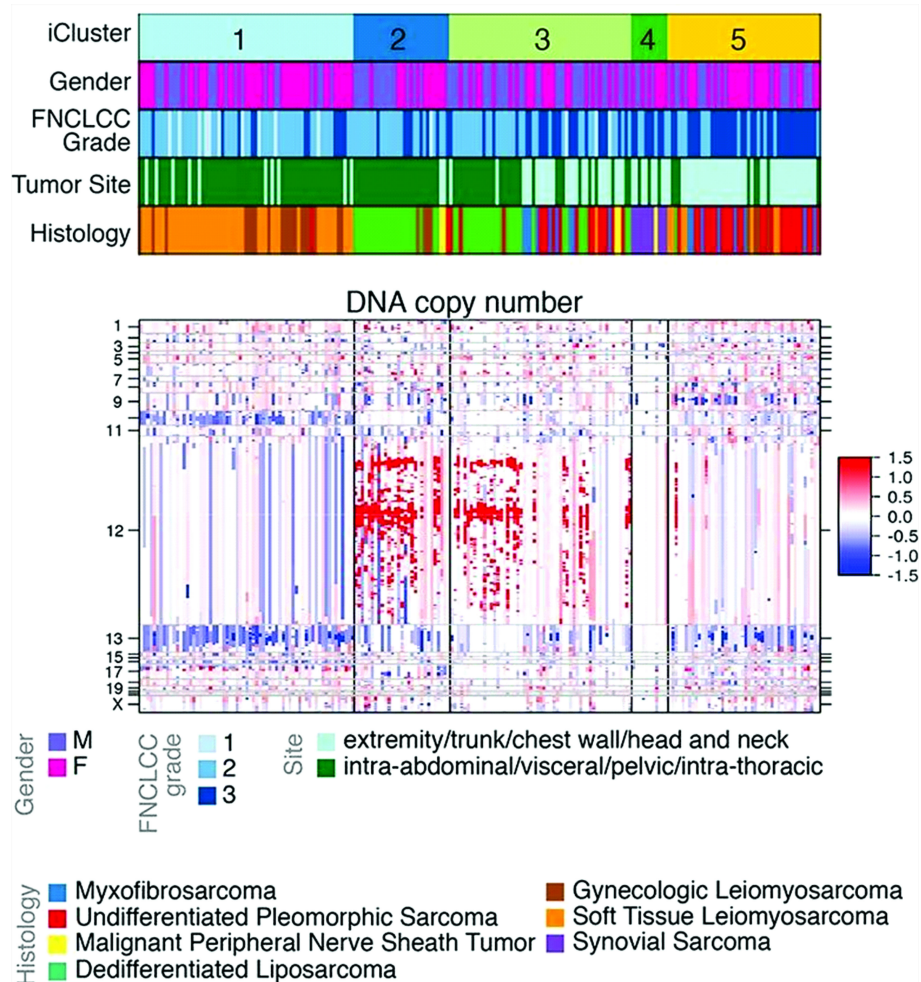 iCluster 1 2 3 4 5
Gender
FNCLCC
Grade
Tumor Site
Histology
DNA copy number
1
3
5
7
9
11
12
13
15
17
19
X
1.5
1.0
0.5
0.0
-0.5
-1.0
-1.5
Gender
M
F
FNCLCC
grade
1
2
3
Site
extremity/trunk/chest wall/head and neck
intra-abdominal/visceral/pelvic/intra-thoracic
Histology
Myxofibrosarcoma
Undifferentiated Pleomorphic Sarcoma
Malignant Peripheral Nerve Sheath Tumor
Dedifferentiated Liposarcoma
Gynecologic Leiomyosarcoma
Soft Tissue Leiomyosarcoma
Synovial Sarcoma